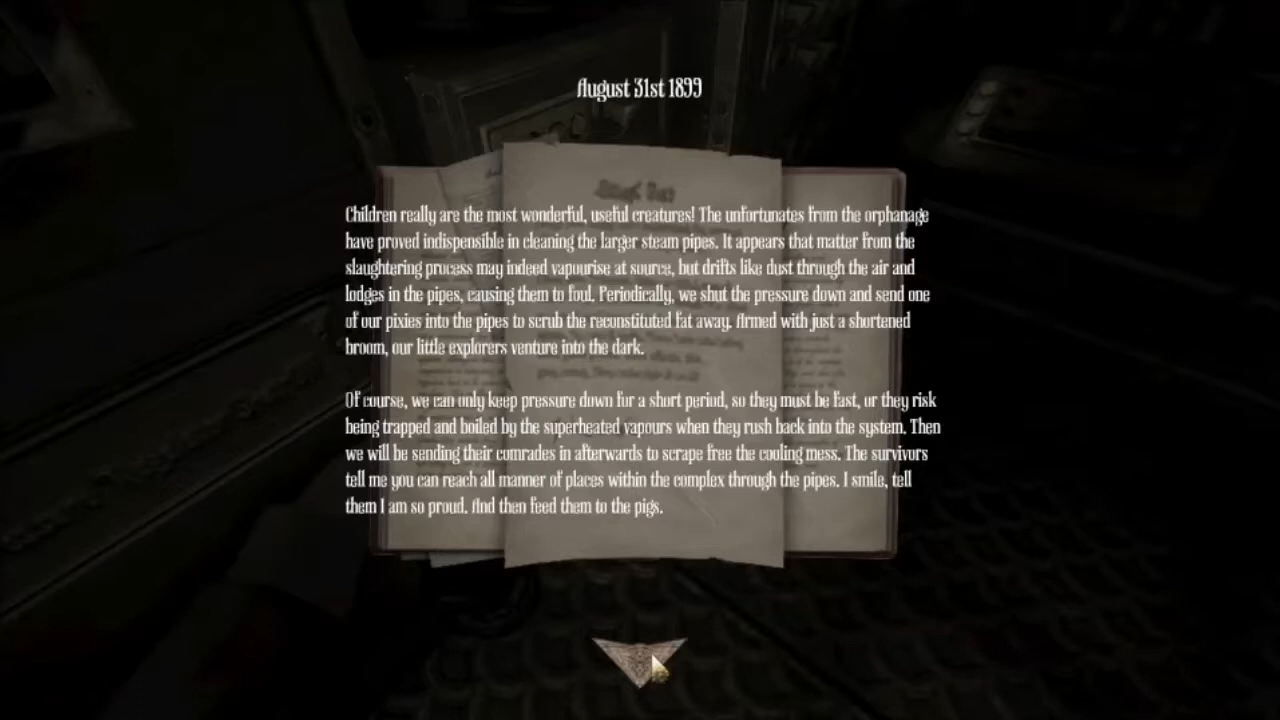 August 31st 1899
Children really are the most wonderful, useful creatures! The unfortunates from the orphanage
have proved indispensible in cleaning the larger steam pipes. It appears that matter from the
slaughtering process may indeed vapourise at source, but drifts like dust through the air and
lodges in the pipes, causing them to foul. Periodically, we shut the pressure down and send one
of our pixies into the pipes to scrub the reconstituted fat away. Armed with just a shortened
broom, our little explorers venture into the dark.
Of course, we can only keep pressure down for a short period, so they must be fast, or they risk
being trapped and boiled by the superheated vapours when they rush back into the system. Then
we will be sending their comrades in afterwards to scrape free the cooling mess. The survivors
tell me you can reach all manner of places within the complex through the pipes. I smile, tell
them I am so proud. And then feed them to the pigs.